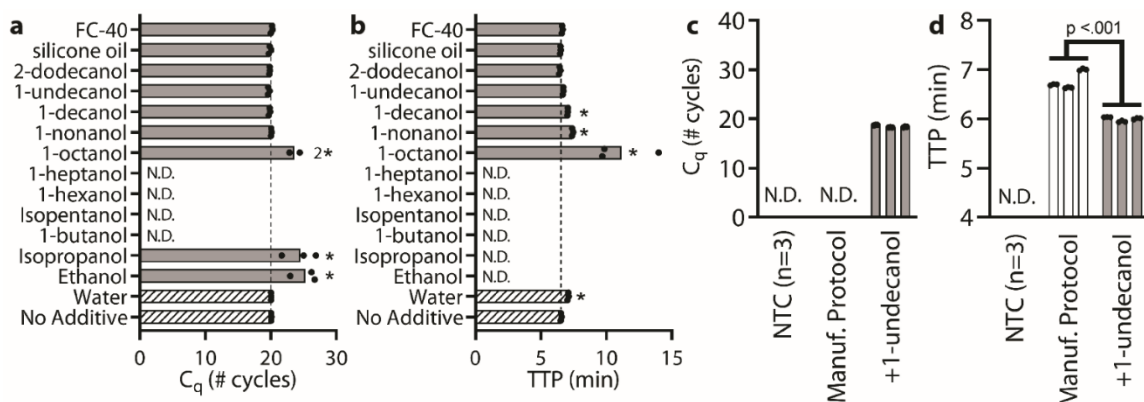 a
FC-40
silicone oil
2-dodecanol
1-undecanol
1-decanol
1-nonanol
1-octanol
1-heptanol
1-hexanol
Isopentanol
1-butanol
Isopropanol
Ethanol
Water
No Additive
2*
N.D.
N.D.
N.D.
N.D.
*
*
0 10 20 30
Cq (# cycles)
b
FC-40
silicone oil
2-dodecanol
1-undecanol
1-decanol
1-nonanol
1-octanol
1-heptanol
1-hexanol
Isopentanol
1-butanol
Isopropanol
Ethanol
Water
No Additive
*
*
*
N.D.
N.D.
N.D.
N.D.
N.D.
N.D.
*
0 5 10 15
TTP (min)
c
Cq (# cycles)
40
30
20
10
0
N.D.
N.D.
NTC (n=3)
Manuf. Protocol
+1-undecanol
d
TTP (min)
8
7
6
5
4
p <.001
N.D.
NTC (n=3)
Manuf. Protocol
+1-undecanol